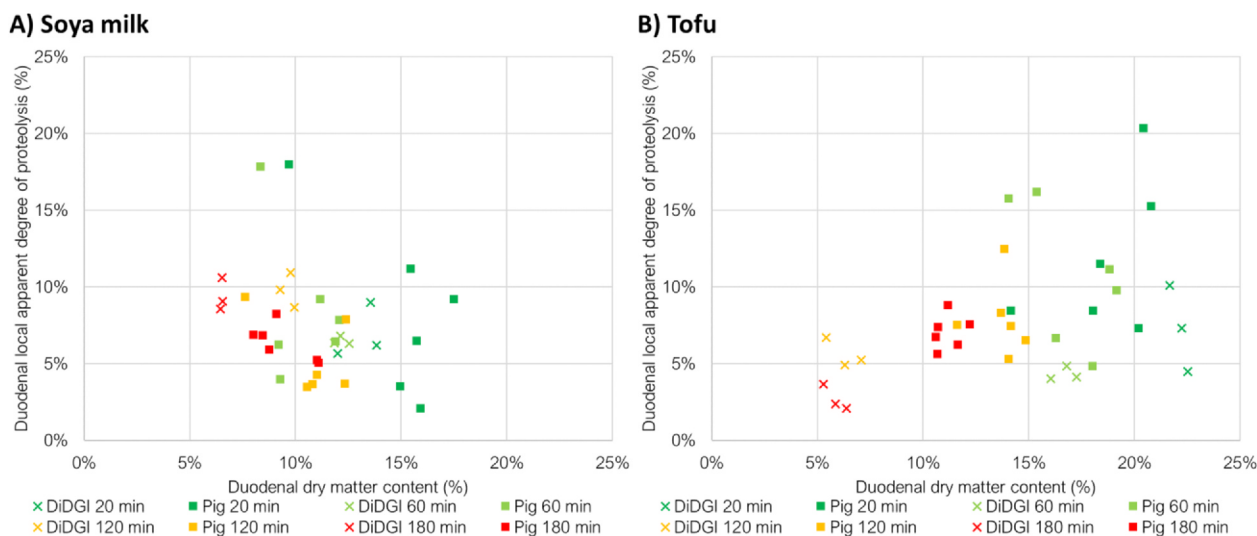 A) Soya milk
Duodenal local apparent degree of proteolysis (%)
25%
20%
15%
10%
5%
0%
0% 5% 10% 15% 20% 25%
Duodenal dry matter content (%)
DiDGI 20 min Pig 20 min DiDGI 60 min Pig 60 min
DiDGI 120 min Pig 120 min DiDGI 180 min Pig 180 min
B) Tofu
Duodenal local apparent degree of proteolysis (%)
25%
20%
15%
10%
5%
0%
0% 5% 10% 15% 20% 25%
Duodenal dry matter content (%)
DiDGI 20 min Pig 20 min DiDGI 60 min Pig 60 min
DiDGI 120 min Pig 120 min DiDGI 180 min Pig 180 min